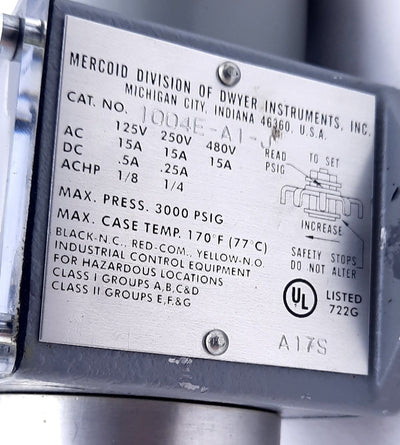 MERCOID DIVISION OF DWYER INSTRUMENTS, INC.
MICHIGAN CITY, INDIANA 46360, U.S.A.
CAT. NO. 1004E-A1-J
125V 250V 480V
AC 15A 15A 15A
DC .5A .25A
ACHP 1/8 1/4
READ PSIG
TO SET
INCREASE
MAX. PRESS. 3000 PSIG
MAX. CASE TEMP. 170°F (77°C)
BLACK-N.C., RED-COM., YELLOW-N.O.
INDUSTRIAL CONTROL EQUIPMENT
FOR HAZARDOUS LOCATIONS
CLASS I GROUPS A,B,C&D
CLASS II GROUPS E,F,&G
SAFETY STOPS
DO NOT ALTER
UL LISTED
722G
A17S